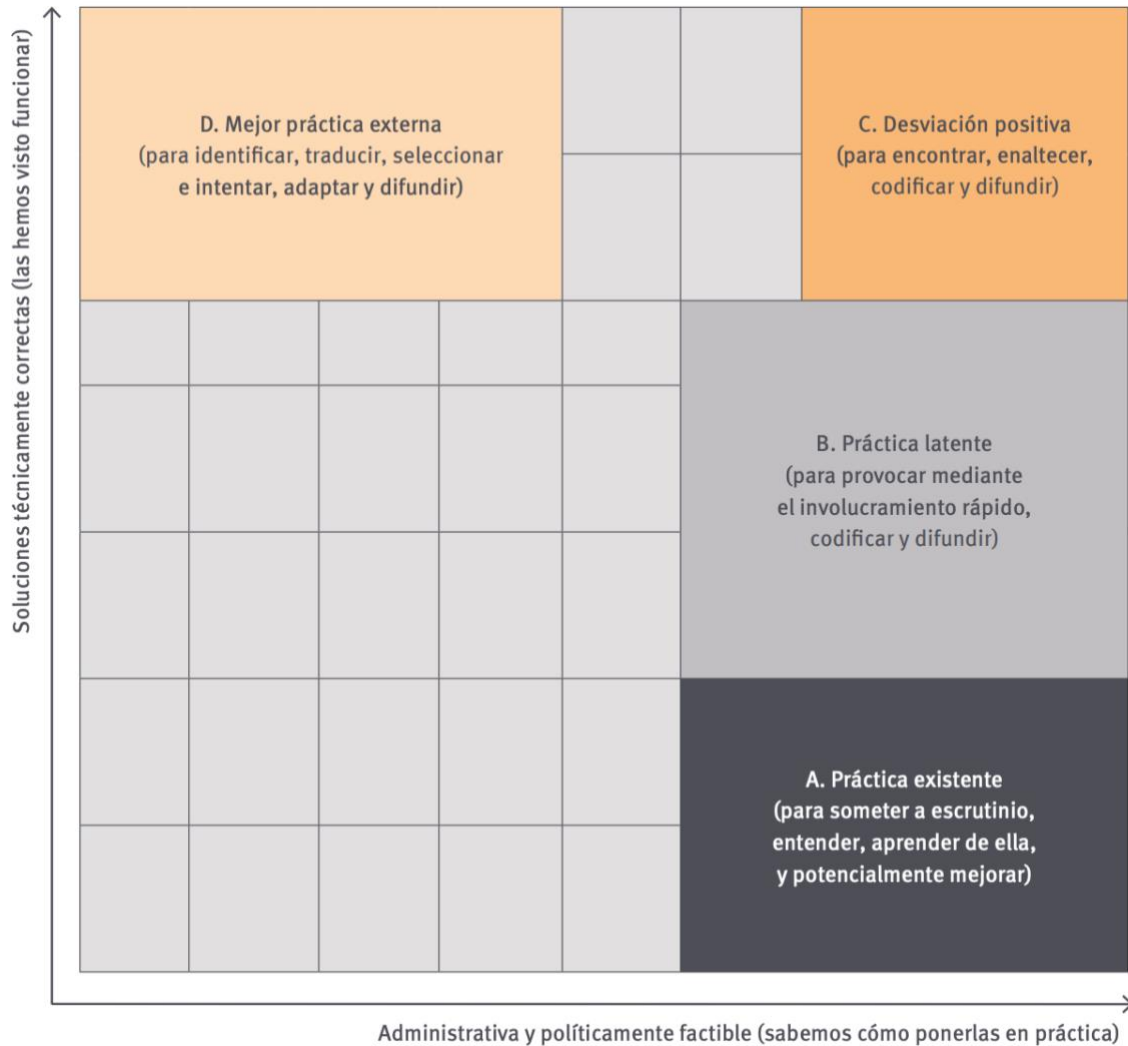 Soluciones técnicamente correctas (las hemos visto funcionar)
D. Mejor práctica externa
(para identificar, traducir, seleccionar
e intentar, adaptar y difundir)
C. Desviación positiva
(para encontrar, enaltecer,
codificar y difundir)
B. Práctica latente
(para provocar mediante
el involucramiento rápido,
codificar y difundir)
A. Práctica existente
(para someter a escrutinio,
entender, aprender de ella,
y potencialmente mejorar)
Administrativa y políticamente factible (sabemos cómo ponerlas en práctica)